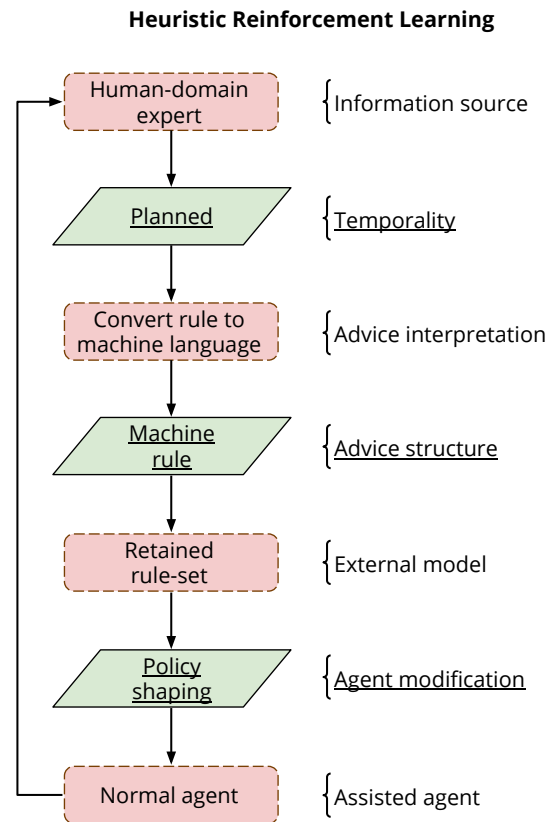 Heuristic Reinforcement Learning
Human-domain
expert
Information source
Planned
Temporality
Convert rule to
machine language
Advice interpretation
Machine
rule
Advice structure
Retained
rule-set
External model
Policy
shaping
Agent modification
Normal agent
Assisted agent